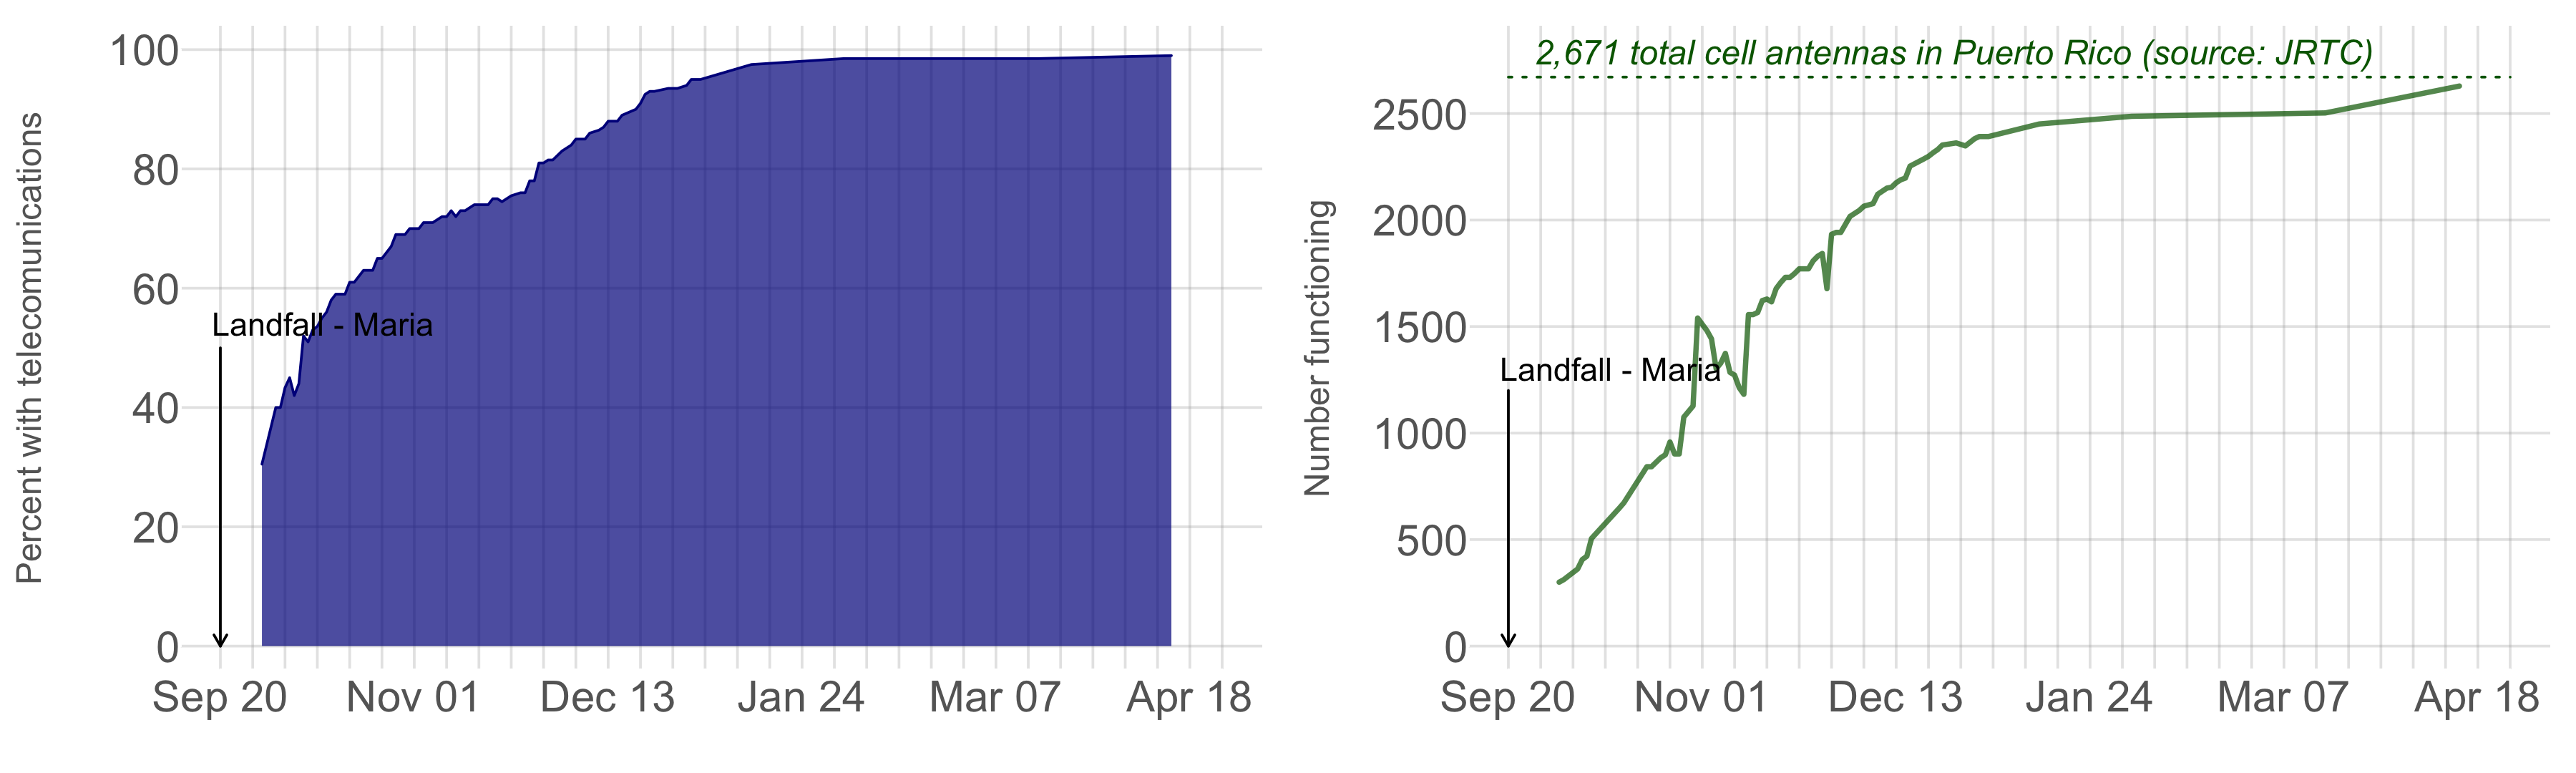 Percent with telecomunications
100
80
60
40
20
0
Landfall - Maria
Sep 20 Nov 01 Dec 13 Jan 24 Mar 07 Apr 18
Number functioning
2,671 total cell antennas in Puerto Rico (source: JRTC)
2500
2000
1500
1000
500
0
Landfall - Maria
Sep 20 Nov 01 Dec 13 Jan 24 Mar 07 Apr 18